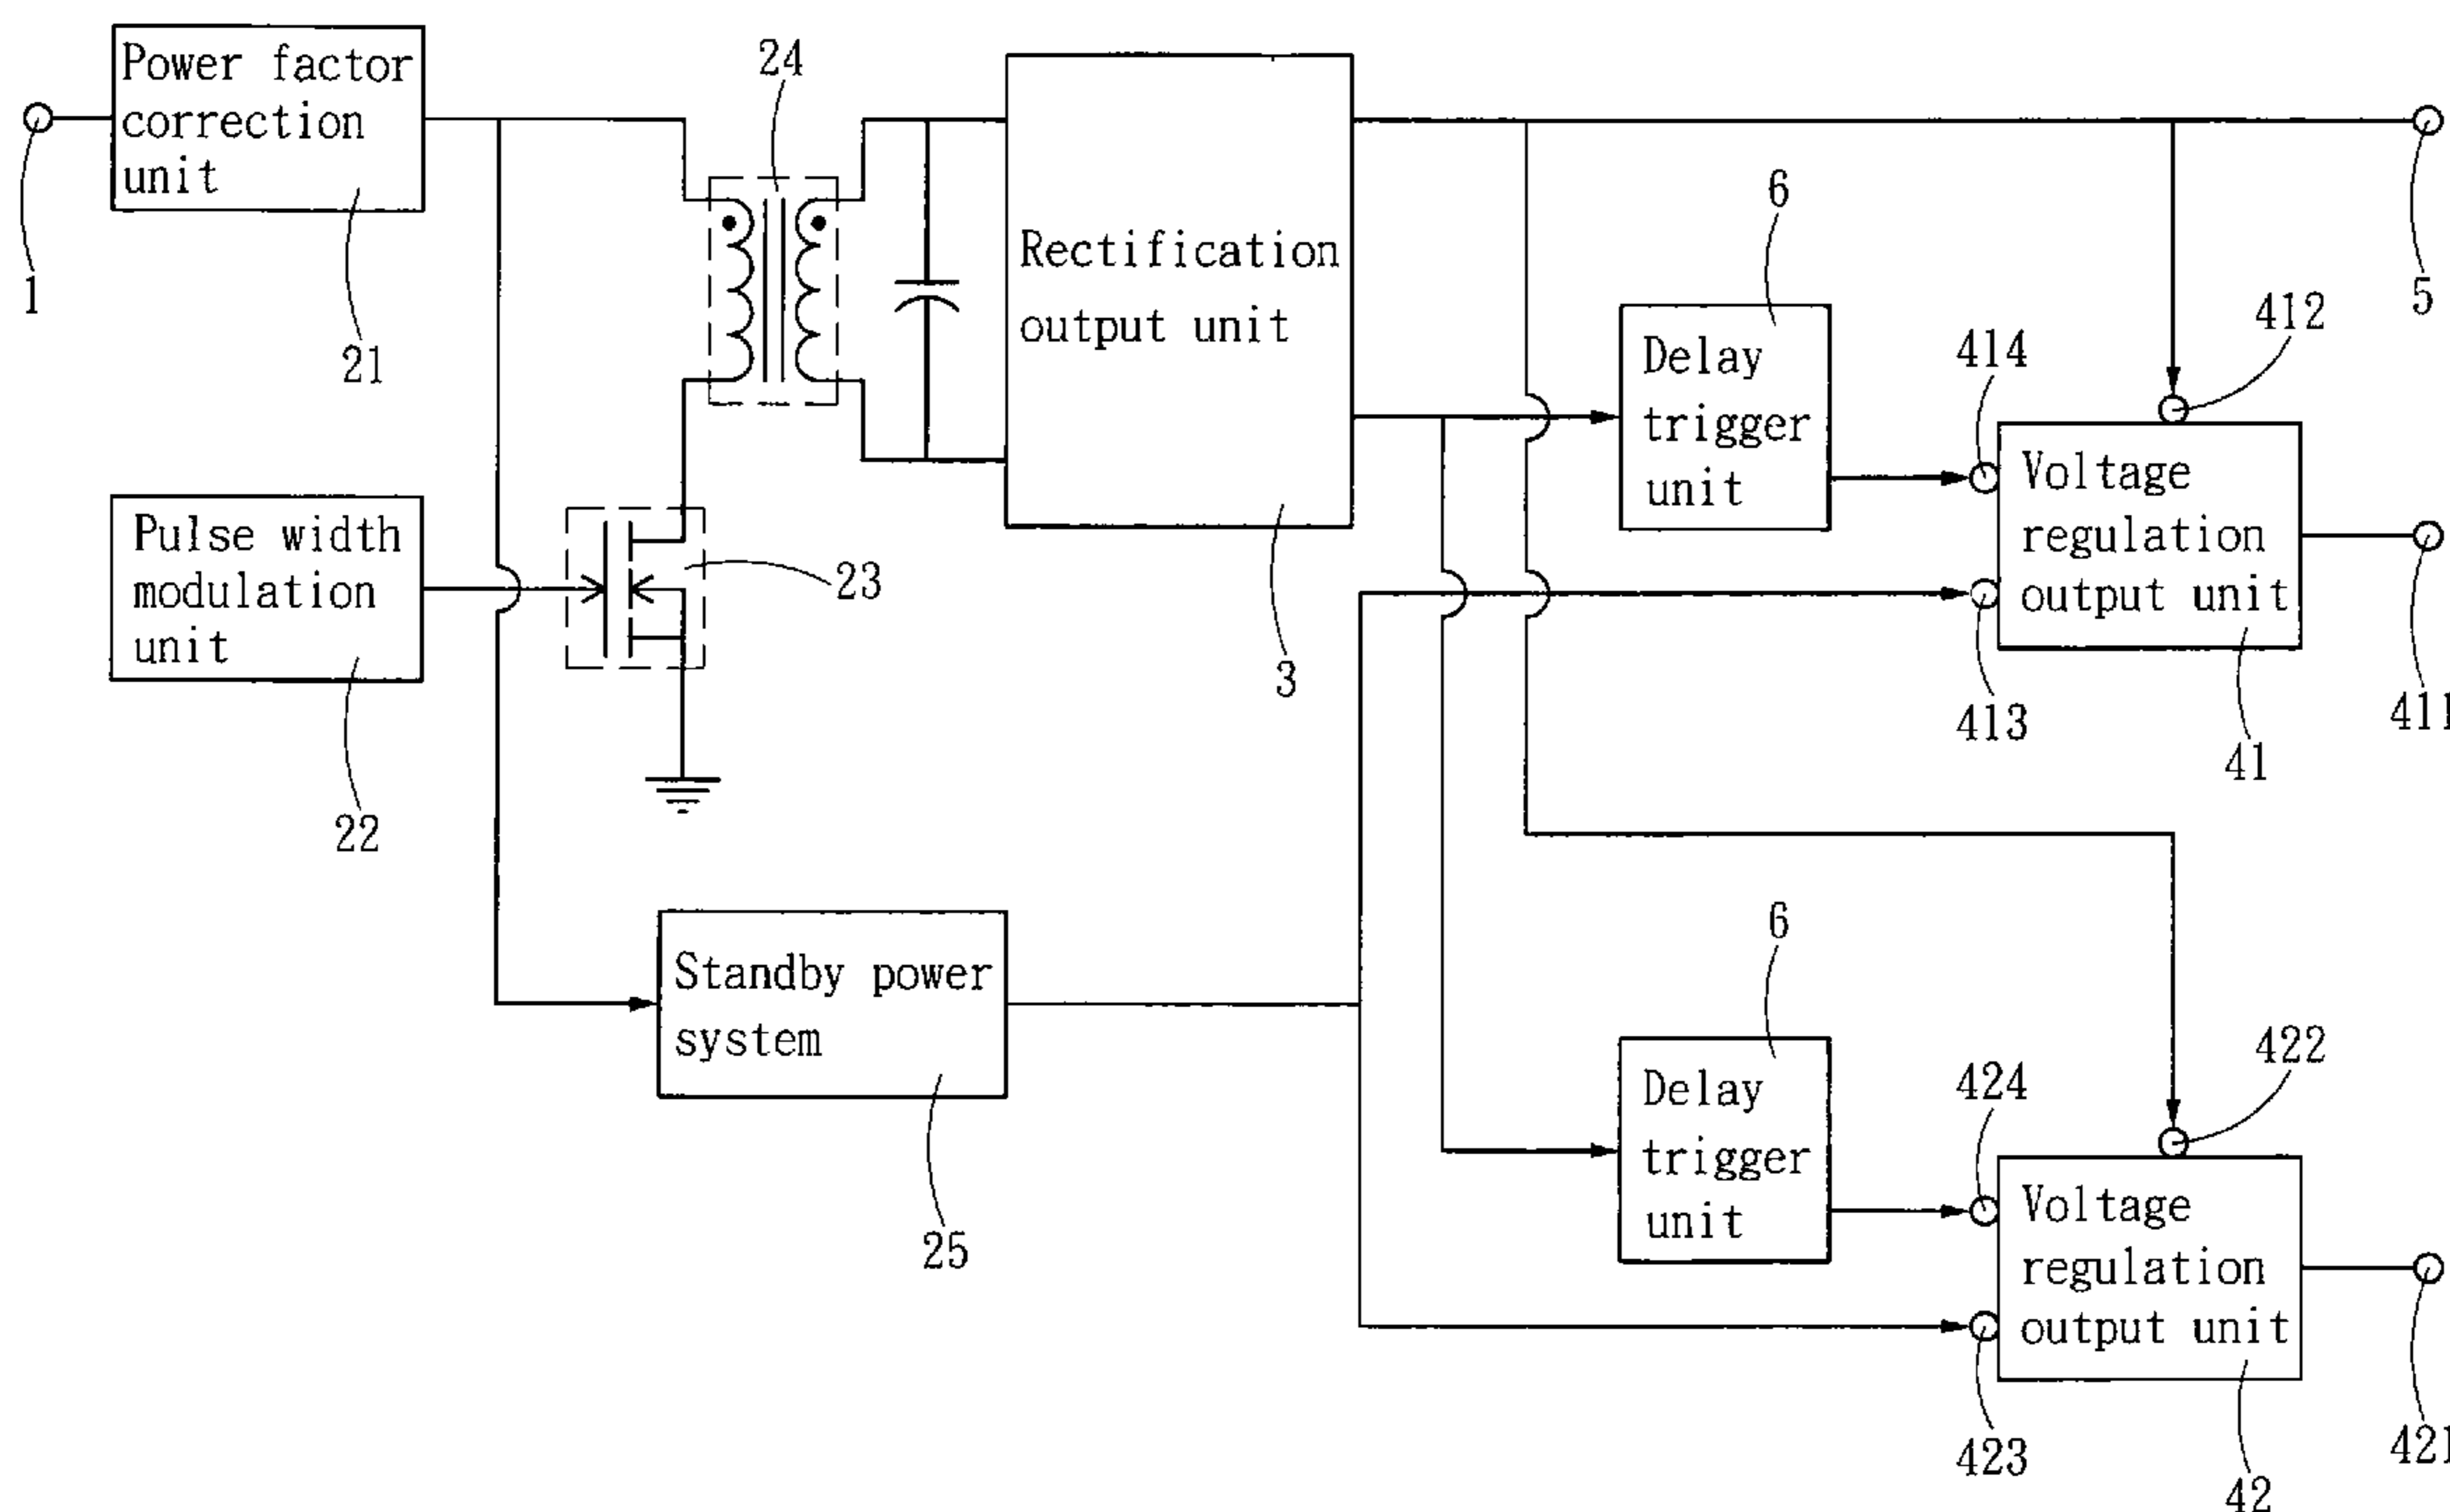 Power factor
correction
unit
1
21
24
Rectification
output unit
3
5
6
Delay
trigger
unit
414
412
413
Voltage
regulation
output unit
41
411
Pulse width
modulation
unit
22
23
Standby power
system
25
6
Delay
trigger
unit
424
422
423
Voltage
regulation
output unit
42
421